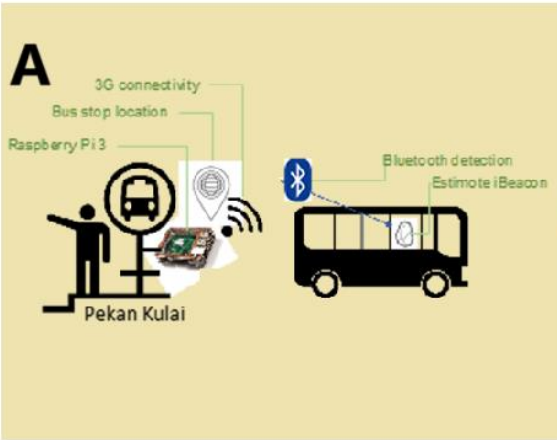 A
3G connectivity
Bus stop location
Raspberry Pi 3
Bluetooth detection
Estimote iBeacon
Pekan Kulai